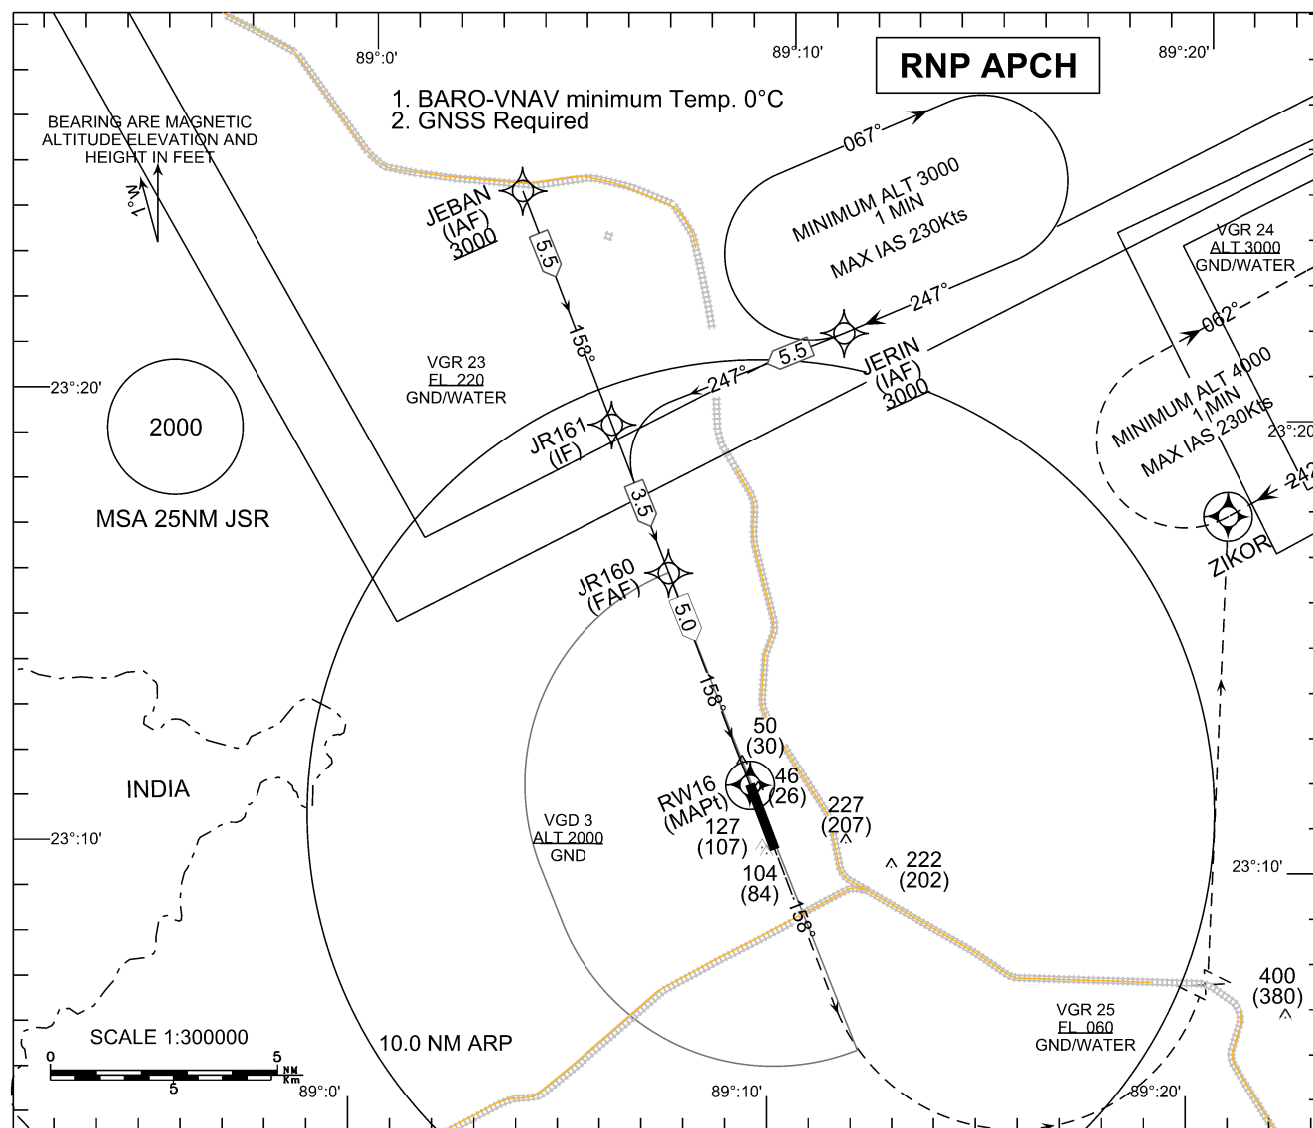 89°:0'
89°:10'
89°:20'
RNP APCH
1. BARO-VNAV minimum Temp. 0°C
2. GNSS Required
BEARING ARE MAGNETIC
ALTITUDE ELEVATION AND
HEIGHT IN FEET
1° W
067°
MINIMUM ALT 3000
1 MIN
MAX IAS 230Kts
247°
JEBAN
(IAF)
3000
5.5
158°
VGR 24
ALT 3000
GND/WATER
062°
5.5
JERIN
(IAF)
3000
247°
VGR 23
FL 220
GND/WATER
MINIMUM ALT 4000
1 MIN
MAX IAS 230Kts
23°:20'
23°:20
2000
JR161
(IF)
242
MSA 25NM JSR
3.5
ZIKOR
JR160
(FAF)
5.0
158°
50
(30)
46
(26)
INDIA
RW16
(MAPt)
127
(107)
227
(207)
VGD 3
ALT 2000
GND
23°:10'
104
(84)
222
(202)
23°:10'
158°
400
(380)
VGR 25
FL 060
GND/WATER
SCALE 1:300000
10.0 NM ARP
0
5
NM
Km
5
89°:0'
89°:10'
89°:20'